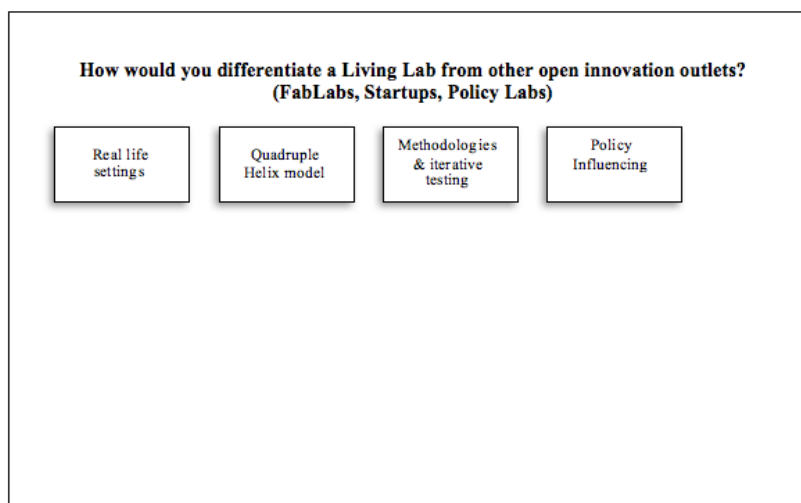 How would you differentiate a Living Lab from other open innovation outlets?
(FabLabs, Startups, Policy Labs)
Real life
settings
Quadruple
Helix model
Methodologies
& iterative
testing
Policy
Influencing